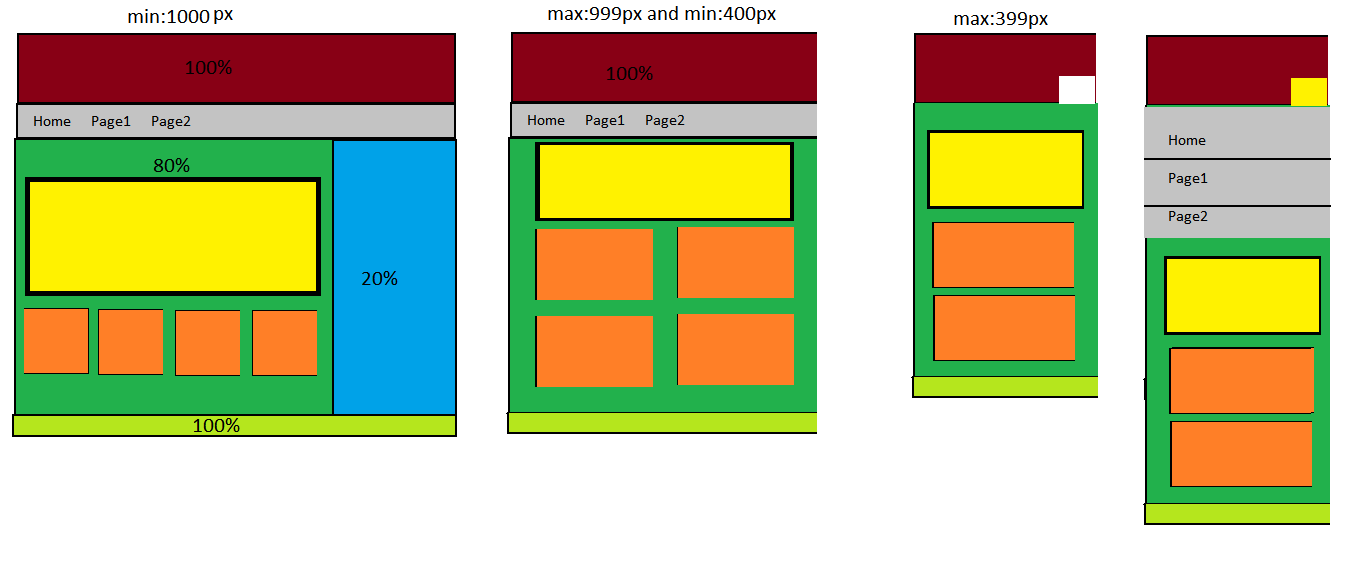 min:1000 px
100%
Home Page1 Page2
80%
20%
100%
max:999px and min:400px
100%
Home Page1 Page2
max:399px
Home
Page1
Page2